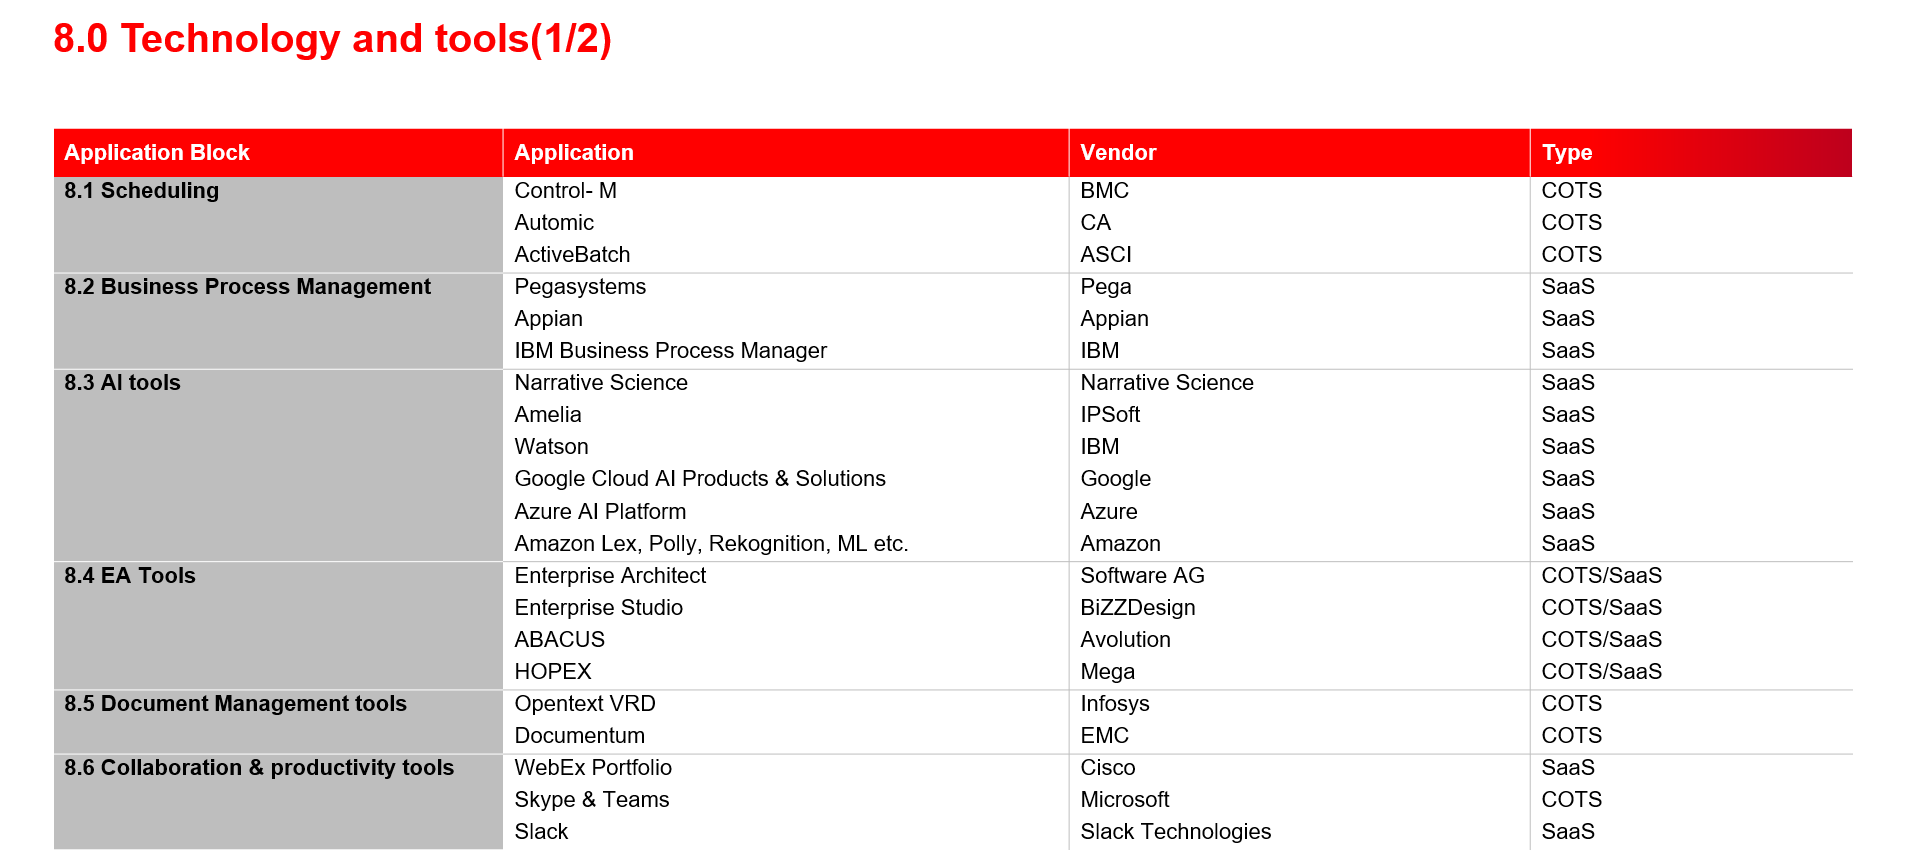 8.0 Technology and tools(1/2)
Application Block Application Vendor Type
8.1 Scheduling Control- M BMC COTS
Automic CA COTS
ActiveBatch ASCI COTS
8.2 Business Process Management Pegasystems Pega SaaS
Appian Appian SaaS
IBM Business Process Manager IBM SaaS
8.3 AI tools Narrative Science Narrative Science SaaS
Amelia IPSoft SaaS
Watson IBM SaaS
Google Cloud AI Products & Solutions Google SaaS
Azure AI Platform Azure SaaS
Amazon Lex, Polly, Rekognition, ML etc. Amazon SaaS
8.4 EA Tools Enterprise Architect Software AG COTS/SaaS
Enterprise Studio BiZZDesign COTS/SaaS
ABACUS Avolution COTS/SaaS
HOPEX Mega COTS/SaaS
8.5 Document Management tools Opentext VRD Infosys COTS
Documentum EMC COTS
8.6 Collaboration & productivity tools WebEx Portfolio Cisco SaaS
Skype & Teams Microsoft COTS
Slack Slack Technologies SaaS